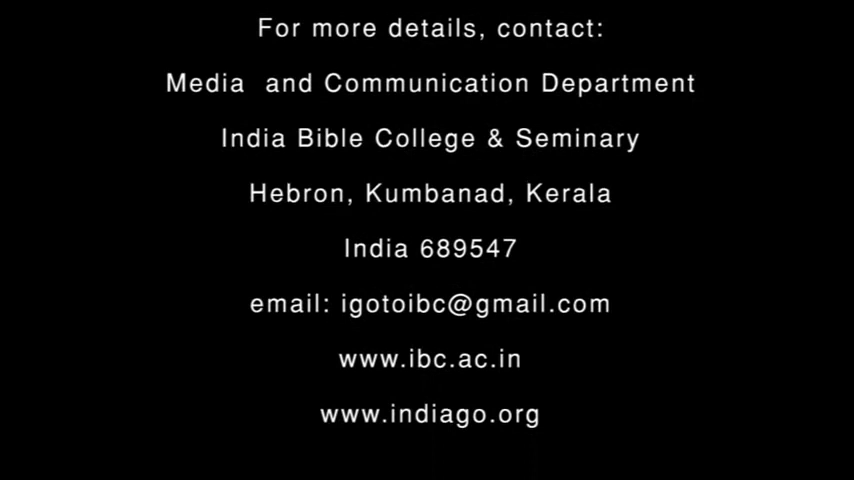 For more details, contact:
Media and Communication Department
India Bible College & Seminary
Hebron, Kumbanad, Kerala
India 689547
email: igotoibc@gmail.com
www.ibc.ac.in
www.indiago.org